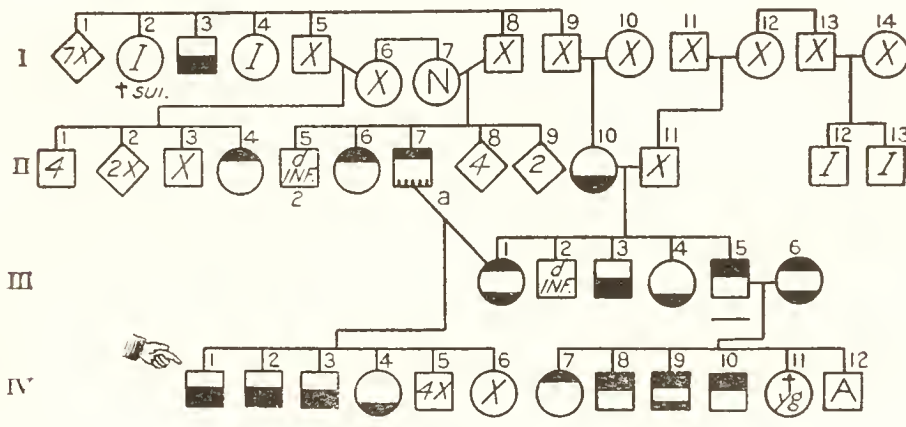 1 2 3 4 5 8 9 10 11 12 13 14
I 7X I I X 6 7 X X X X X X X
X N
† SUI.
1 2 3 4 5 6 7 8 9 10 11 12 13
II 4 2X X d 4 2 X I I
INF.
2 a
1 2 3 4 5 6
III d
INF.
1 2 3 4 5 6 7 8 9 10 11 12
IV 4X X † A
yg